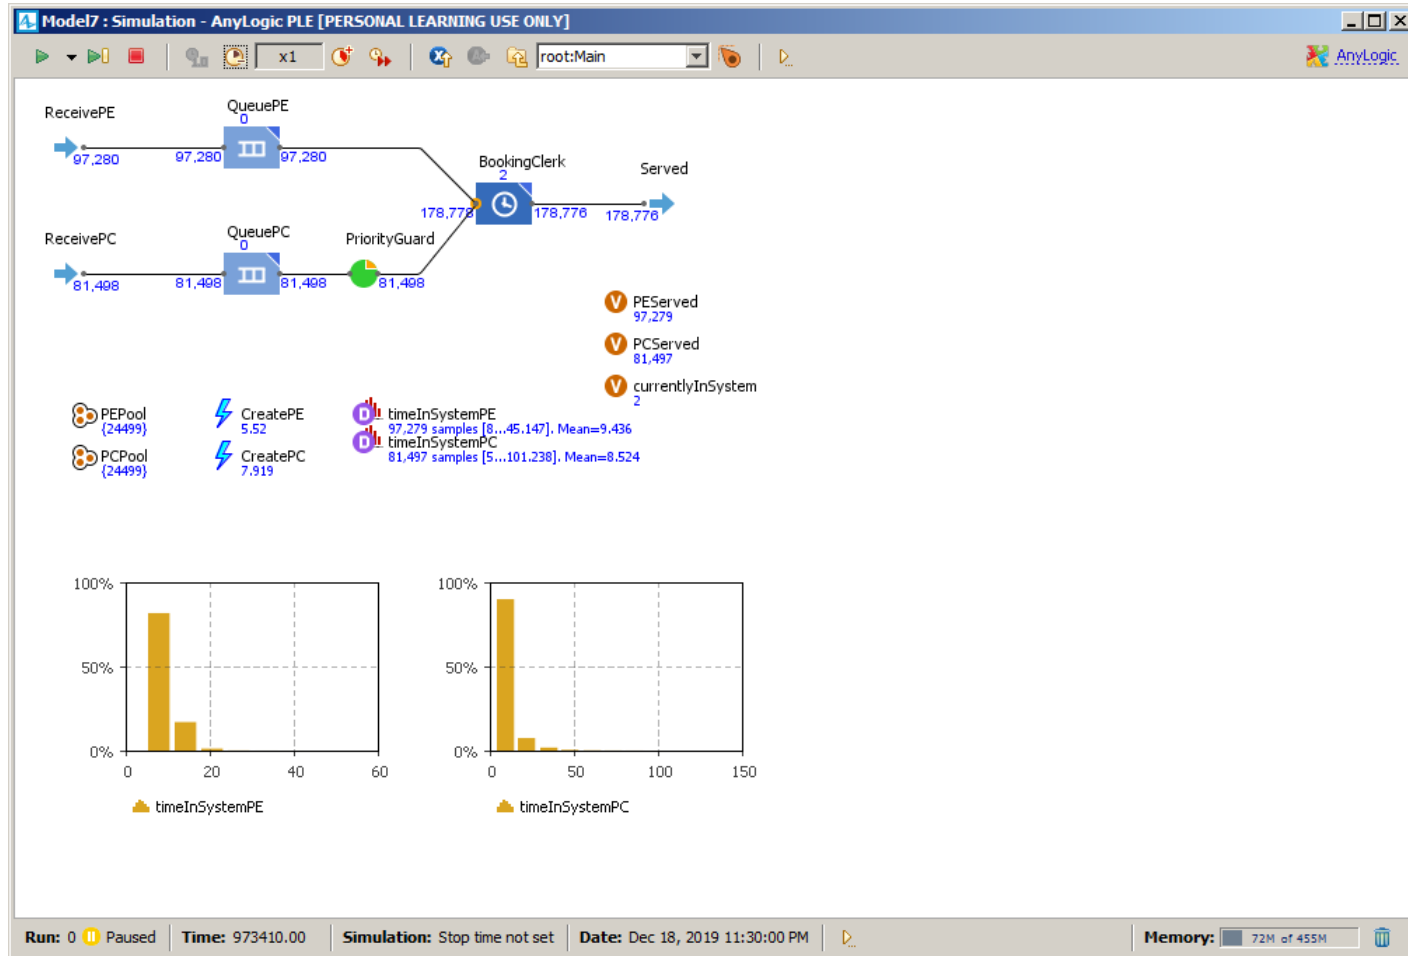 Model7 : Simulation - AnyLogic PLE [PERSONAL LEARNING USE ONLY]
x1
root:Main
AnyLogic
ReceivePE
97,280
QueuePE
0
97,280
97,280
BookingClerk
2
178,778
178,776
Served
178,776
ReceivePC
81,498
QueuePC
0
81,498
81,498
PriorityGuard
81,498
PEServed
97,279
PCServed
81,497
currentlyInSystem
2
PEPool
{24499}
CreatePE
5.52
timeInSystemPE
97,279 samples [8...45.147]. Mean=9.436
PCPool
{24499}
CreatePC
7.919
timeInSystemPC
81,497 samples [5...101.238]. Mean=8.524
100%
50%
0%
0 20 40 60
timeInSystemPE
100%
50%
0%
0 50 100 150
timeInSystemPC
Run: 0 Paused Time: 973410.00 Simulation: Stop time not set Date: Dec 18, 2019 11:30:00 PM Memory: 72M of 455M